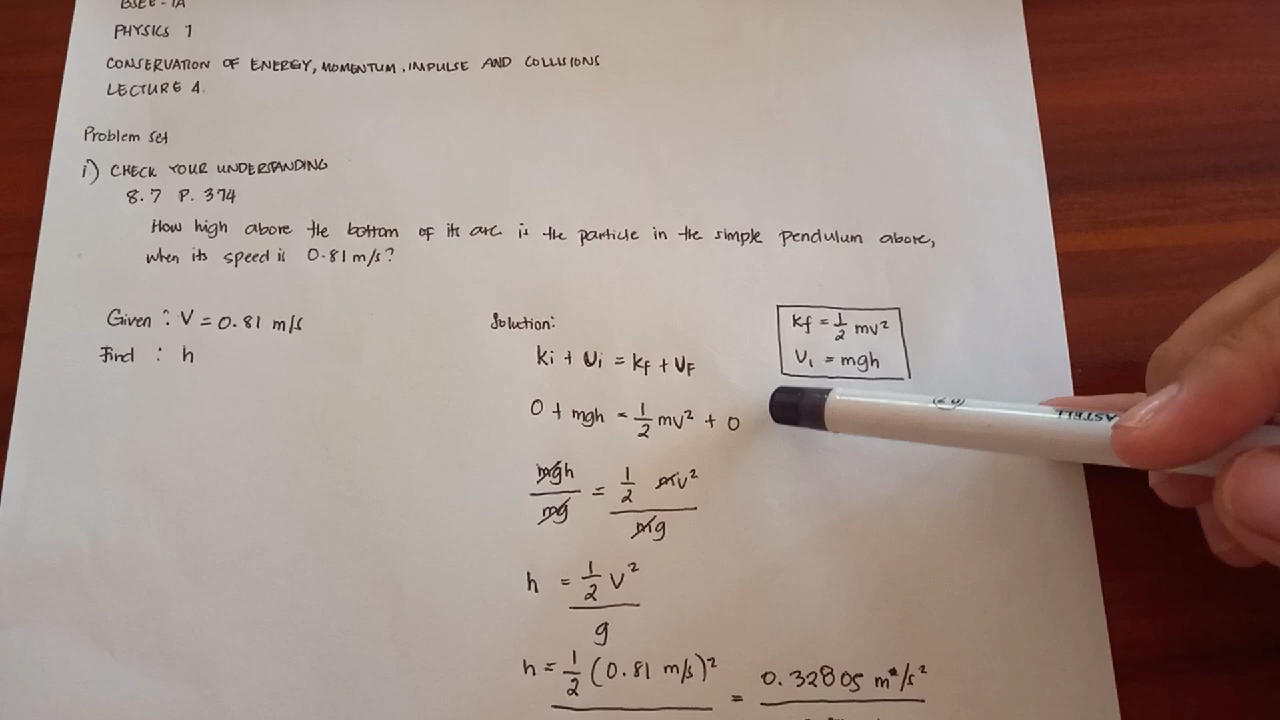 BSEE - 1A
PHYSICS 1
CONSERVATION OF ENERGY, MOMENTUM, IMPULSE AND COLLISIONS
LECTURE 4.
Problem set
i) CHECK YOUR UNDERSTANDING
8.7 P. 374
How high above the bottom of its arc is the particle in the simple pendulum above,
when its speed is 0.81 m/s?
Given : V = 0.81 m/s
Find : h
Solution:
Ki + Ui = Kf + UF
0 + mgh = 1/2 mv² + 0
mgh/mg = 1/2 mv²/mg
h = 1/2 v²/g
h = 1/2 (0.81 m/s)² = 0.32805 m²/s²
Kf = 1/2 mv²
U1 = mgh
ASTELL